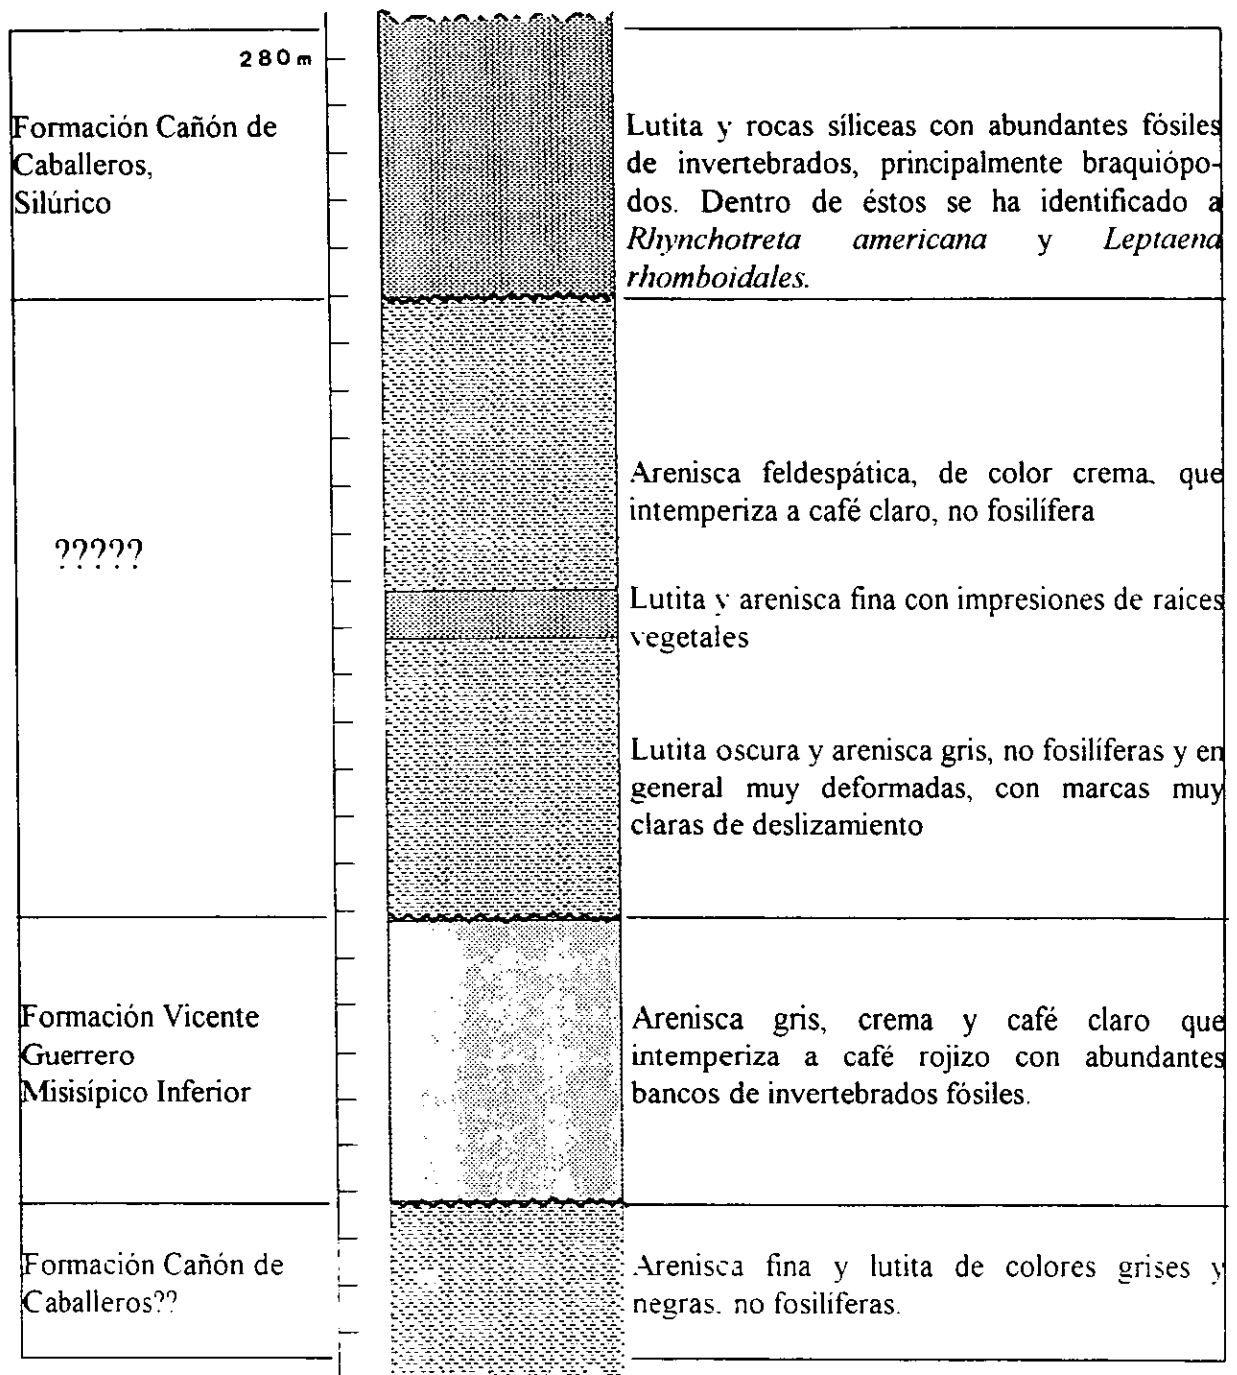 280m
Formación Cañón de
Caballeros,
Silúrico
Lutita y rocas síliceas con abundantes fósiles
de invertebrados, principalmente braquiópo-
dos. Dentro de éstos se ha identificado a
Rhynchotreta americana y Leptaena
rhomboidales.
?????
Arenisca feldespática, de color crema, que
intemperiza a café claro, no fosilífera
Lutita y arenisca fina con impresiones de raíces
vegetales
Lutita oscura y arenisca gris, no fosilíferas y en
general muy deformadas, con marcas muy
claras de deslizamiento
Formación Vicente
Guerrero
Misisípico Inferior
Arenisca gris, crema y café claro que
intemperiza a café rojizo con abundantes
bancos de invertebrados fósiles.
Formación Cañón de
Caballeros??
Arenisca fina y lutita de colores grises y
negras. no fosilíferas.